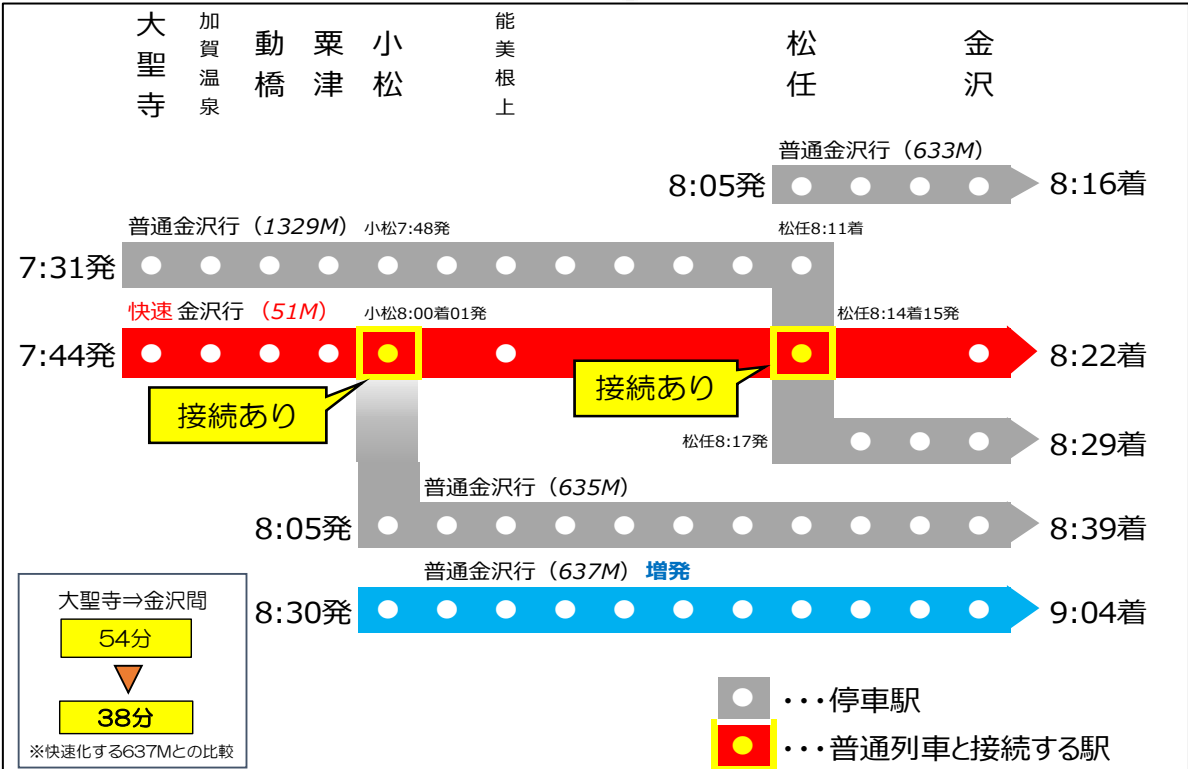 大聖寺
加賀温泉
動橋
粟津
小松
能美根上
松任
金沢
普通金沢行（633M）
8:05発
8:16着
普通金沢行（1329M）
小松7:48発
松任8:11着
7:31発
快速 金沢行 （51M）
小松8:00着01発
松任8:14着15発
7:44発
8:22着
接続あり
接続あり
松任8:17発
8:29着
普通金沢行（635M）
8:05発
8:39着
普通金沢行（637M） 増発
8:30発
9:04着
大聖寺⇒金沢間
54分
38分
※快速化する637Mとの比較
・・・停車駅
・・・普通列車と接続する駅